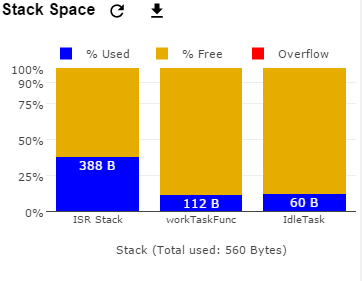 Stack Space
% Used % Free Overflow
100%
90%
75%
50%
25%
0%
388 B
112 B
60 B
ISR Stack workTaskFunc IdleTask
Stack (Total used: 560 Bytes)